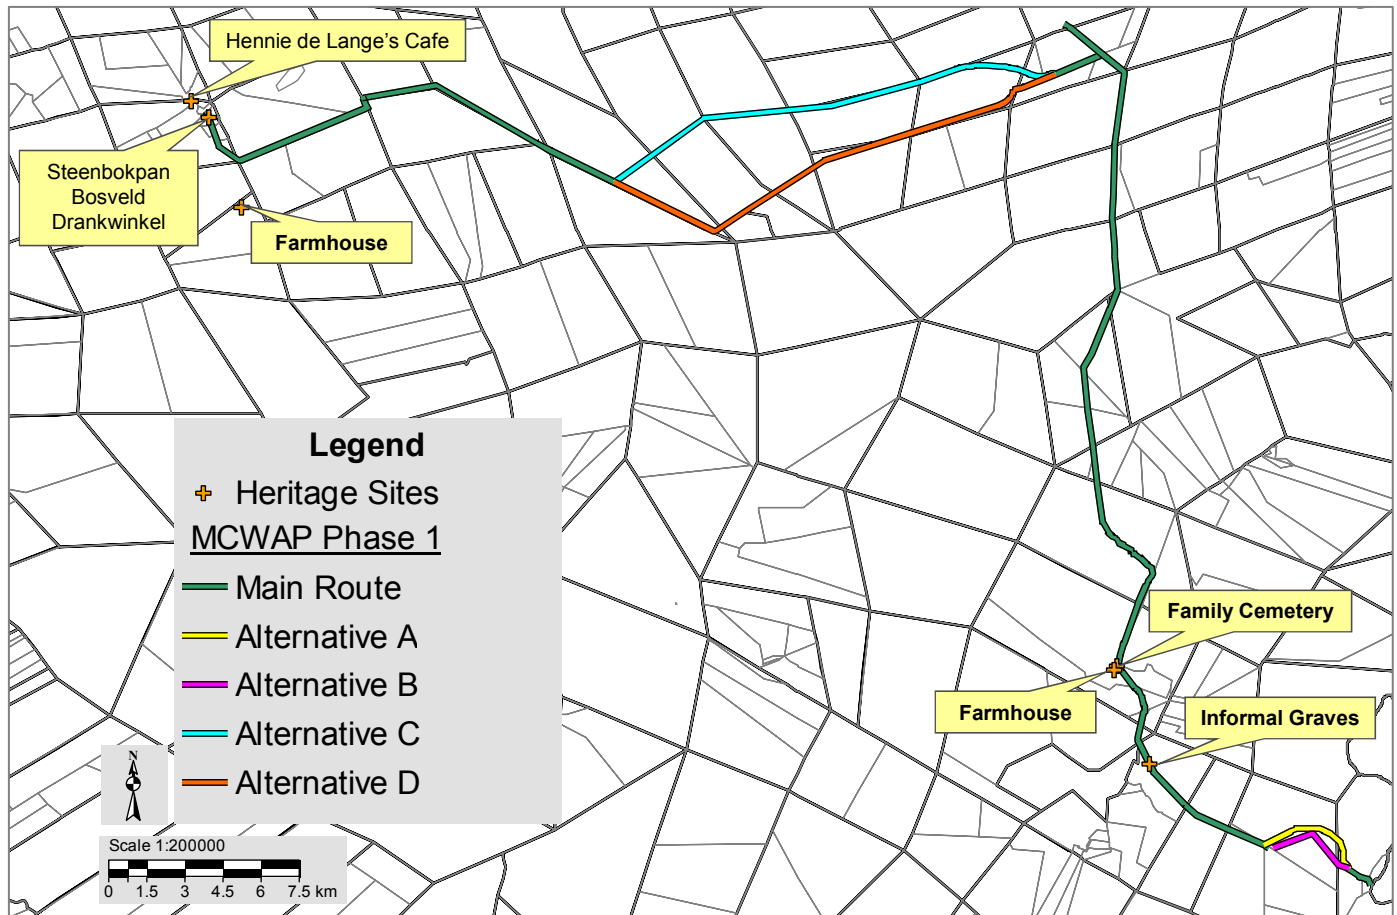 Hennie de Lange's Cafe
Steenbokpan
Bosveld
Drankwinkel
Farmhouse
Legend
Heritage Sites
MCWAP Phase 1
Main Route
Alternative A
Alternative B
Alternative C
Alternative D
Family Cemetery
Farmhouse
Informal Graves
N
Scale 1:200000
0 1.5 3 4.5 6 7.5 km